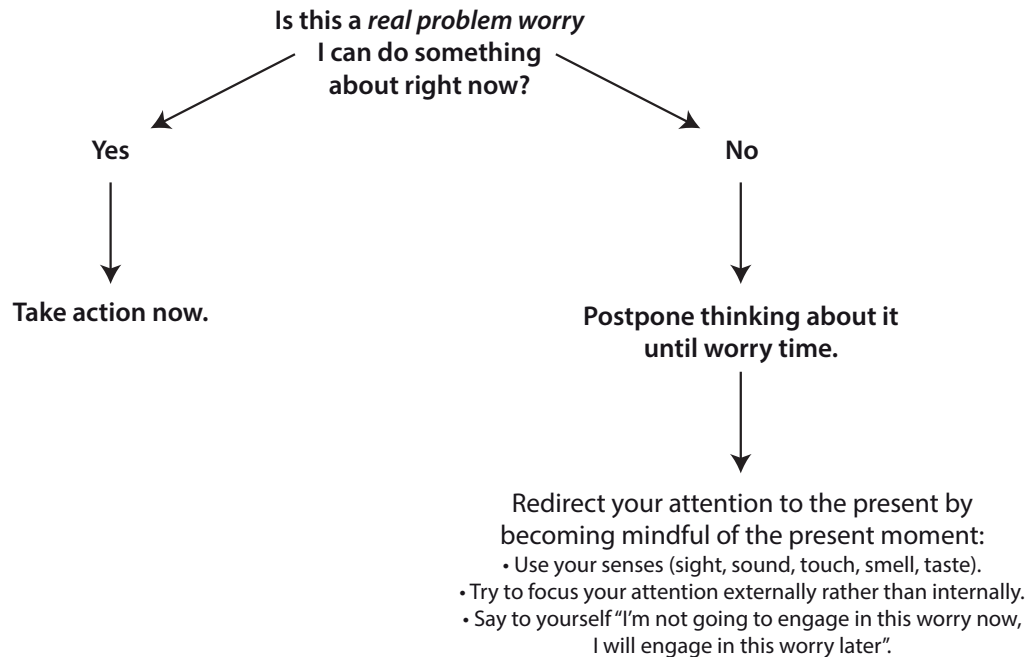 Is this a real problem worry
I can do something
about right now?
Yes
No
Take action now.
Postpone thinking about it
until worry time.
Redirect your attention to the present by
becoming mindful of the present moment:
• Use your senses (sight, sound, touch, smell, taste).
• Try to focus your attention externally rather than internally.
• Say to yourself “I’m not going to engage in this worry now,
I will engage in this worry later”.